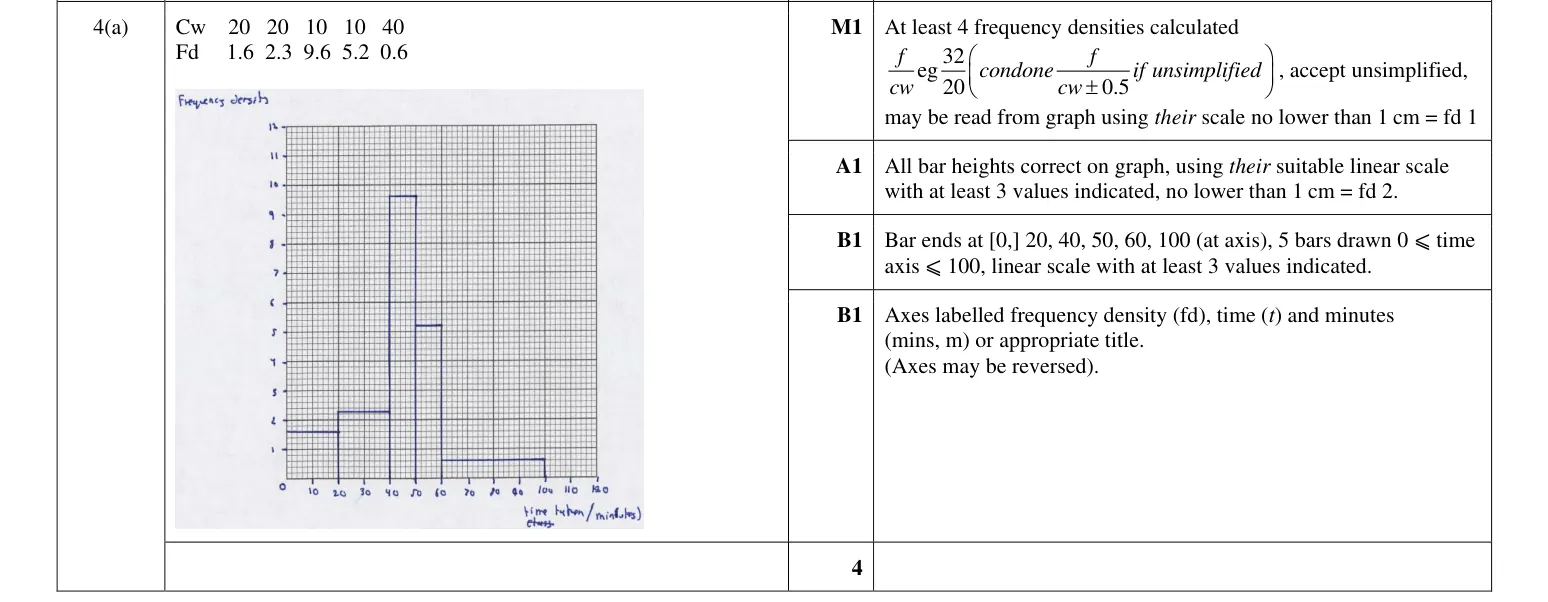 4(a)
Cw 20 20 10 10 40
Fd 1.6 2.3 9.6 5.2 0.6
Frequency density
12
11
10
9
8
7
6
5
4
3
2
1
0 10 20 30 40 50 60 70 80 90 100 110 120
time taken / minutes)
M1 At least 4 frequency densities calculated
f/cw eg 32/20 (condone f/(cw ± 0.5) if unsimplified), accept unsimplified,
may be read from graph using their scale no lower than 1 cm = fd 1
A1 All bar heights correct on graph, using their suitable linear scale
with at least 3 values indicated, no lower than 1 cm = fd 2.
B1 Bar ends at [0,] 20, 40, 50, 60, 100 (at axis), 5 bars drawn 0 ⩽ time
axis ⩽ 100, linear scale with at least 3 values indicated.
B1 Axes labelled frequency density (fd), time (t) and minutes
(mins, m) or appropriate title.
(Axes may be reversed).
4